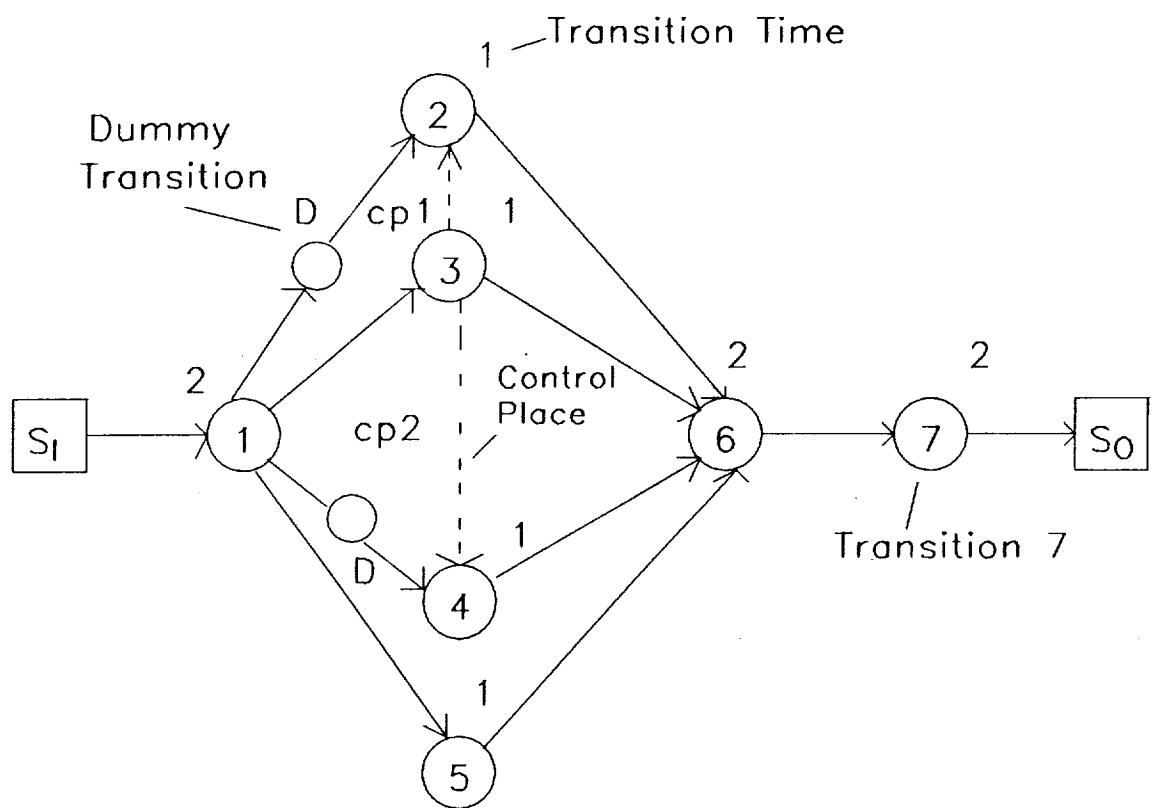 1
Transition Time
2
Dummy
Transition
D
cp1
1
3
2
2
2
Control
Place
S_I
1
cp2
6
7
S_O
1
Transition 7
D
4
1
5